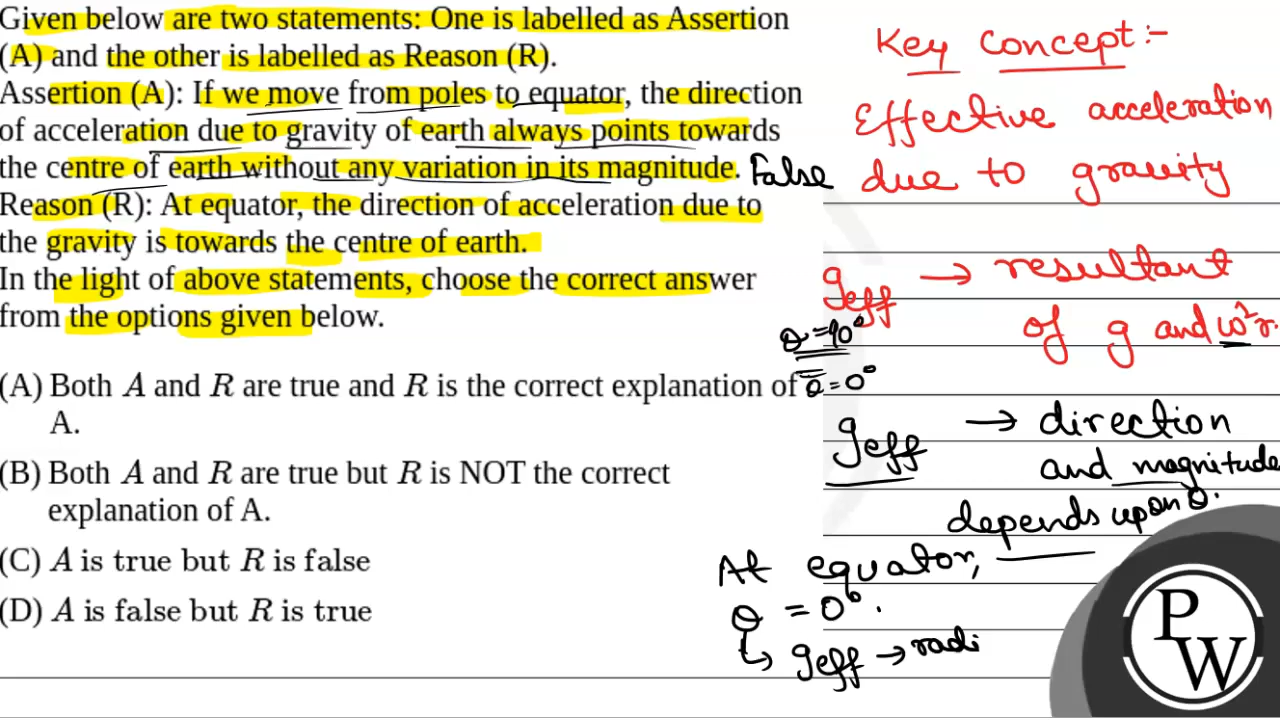 Given below are two statements: One is labelled as Assertion
(A) and the other is labelled as Reason (R).
Assertion (A): If we move from poles to equator, the direction
of acceleration due to gravity of earth always points towards
the centre of earth without any variation in its magnitude. False
Reason (R): At equator, the direction of acceleration due to
the gravity is towards the centre of earth.
In the light of above statements, choose the correct answer
from the options given below.
(A) Both A and R are true and R is the correct explanation of
A.
(B) Both A and R are true but R is NOT the correct
explanation of A.
(C) A is true but R is false
(D) A is false but R is true
Key Concept:-
Effective acceleration
due to gravity
geff → resultant
of g and ω²r.
θ = 90°
= 0°
geff → direction
and magnitude
depends upon θ.
At equator,
θ = 0°.
↳ geff → radi
P
W